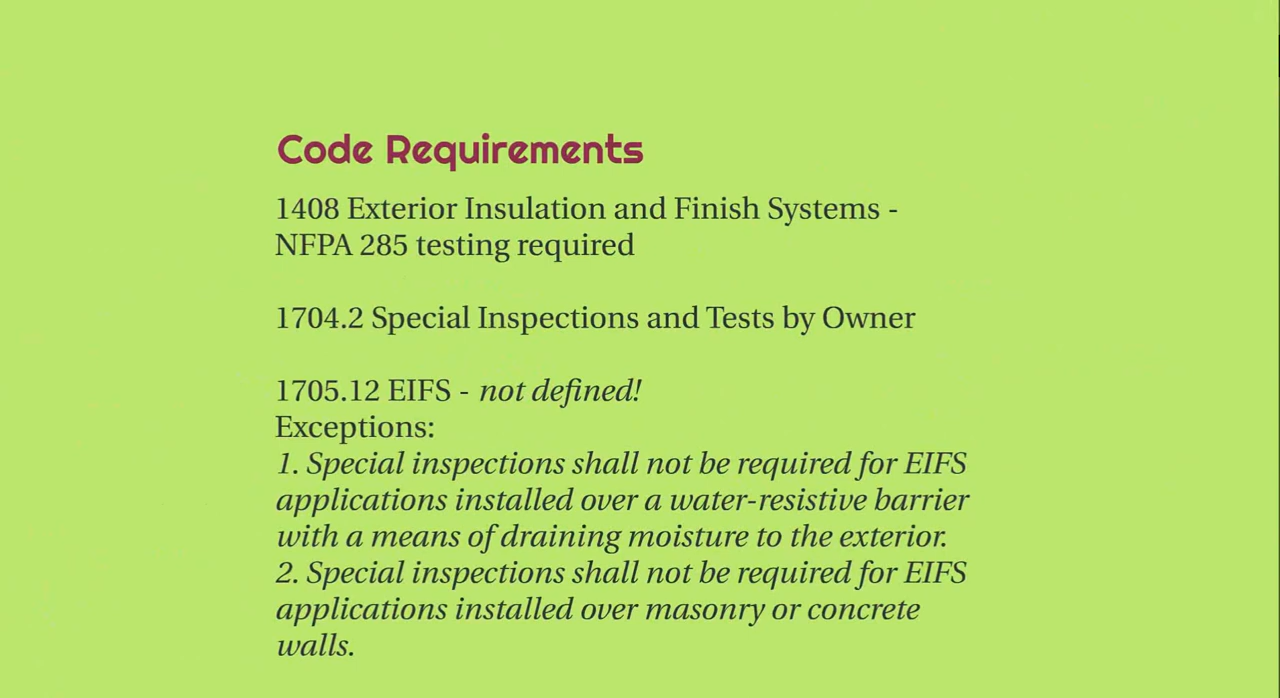 Code Requirements
1408 Exterior Insulation and Finish Systems -
NFPA 285 testing required
1704.2 Special Inspections and Tests by Owner
1705.12 EIFS - not defined!
Exceptions:
1. Special inspections shall not be required for EIFS
applications installed over a water-resistive barrier
with a means of draining moisture to the exterior.
2. Special inspections shall not be required for EIFS
applications installed over masonry or concrete
walls.